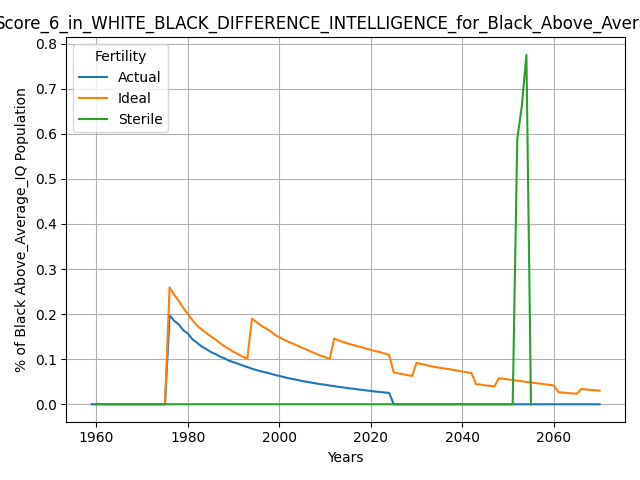 Score_6_in_WHITE_BLACK_DIFFERENCE_INTELLIGENCE_for_Black_Above_Aver
Fertility
Actual
Ideal
Sterile
% of Black Above_Average_IQ Population
0.8
0.7
0.6
0.5
0.4
0.3
0.2
0.1
0.0
1960 1980 2000 2020 2040 2060
Years